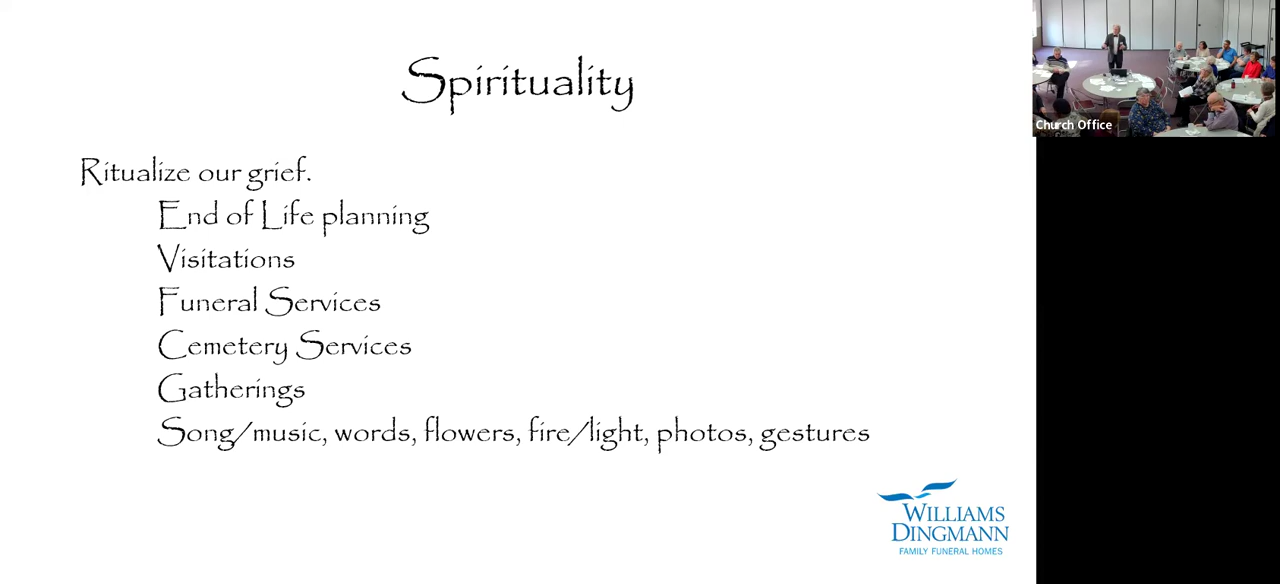 Spirituality
Ritualize our grief.
End of Life planning
Visitations
Funeral Services
Cemetery Services
Gatherings
Song/music, words, flowers, fire/light, photos, gestures
WILLIAMS
DINGMANN
FAMILY FUNERAL HOMES
Church Office